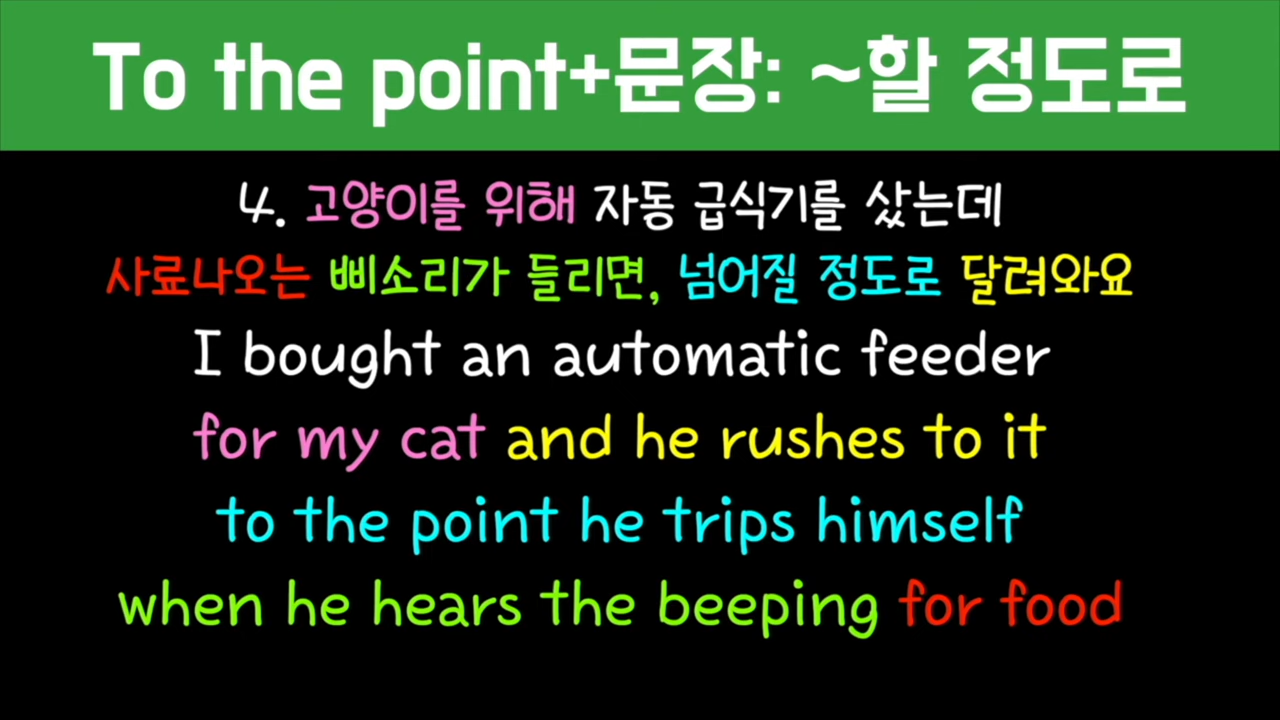 To the point+문장: ~할 정도로
4. 고양이를 위해 자동 급식기를 샀는데
사료나오는 삐소리가 들리면, 넘어질 정도로 달려와요
I bought an automatic feeder
for my cat and he rushes to it
to the point he trips himself
when he hears the beeping for food